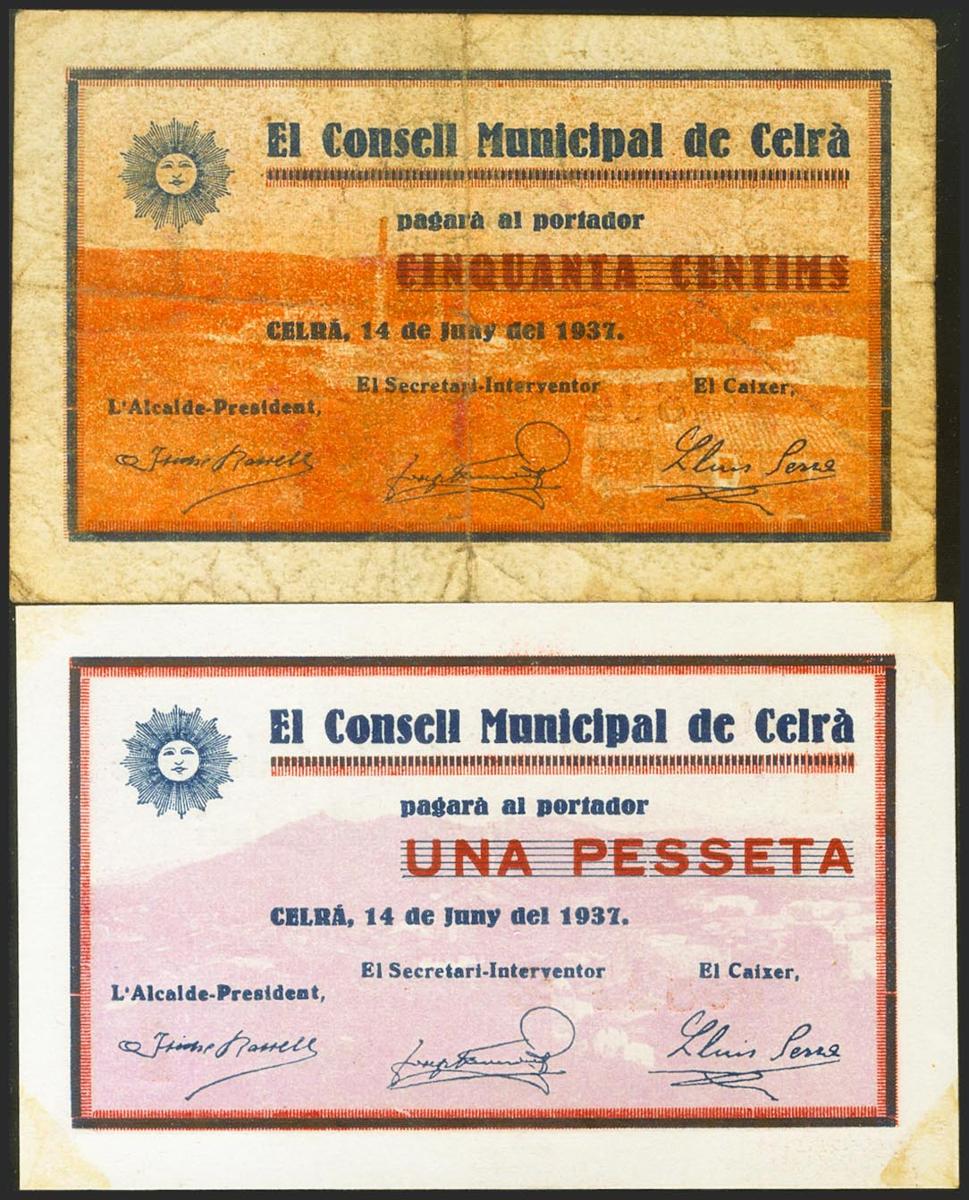 El Consell Municipal de Celrà
pagarà al portador
CINQUANTA CENTIMS
CELRÁ, 14 de Juny del 1937.
El Secretari-Interventor El Caixer,
L'Alcalde-President,
Lluis Serra
El Consell Municipal de Celrà
pagarà al portador
UNA PESSETA
CELRÁ, 14 de Juny del 1937.
El Secretari-Interventor El Caixer,
L'Alcalde-President,
Lluis Serra